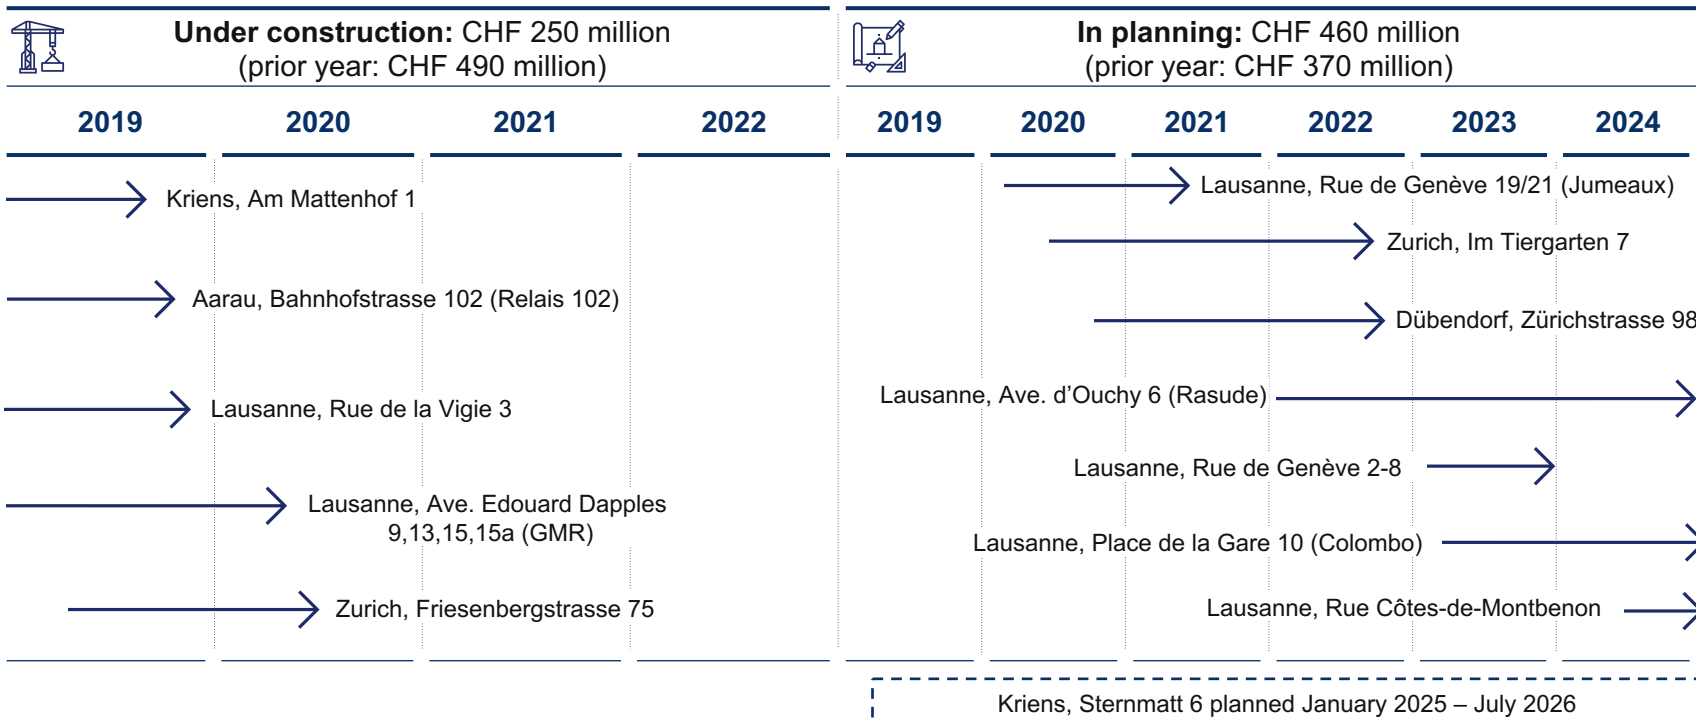 Under construction: CHF 250 million
(prior year: CHF 490 million)
2019 2020 2021 2022
Kriens, Am Mattenhof 1
Aarau, Bahnhofstrasse 102 (Relais 102)
Lausanne, Rue de la Vigie 3
Lausanne, Ave. Edouard Dapples
9,13,15,15a (GMR)
Zurich, Friesenbergstrasse 75
In planning: CHF 460 million
(prior year: CHF 370 million)
2019 2020 2021 2022 2023 2024
Lausanne, Rue de Genève 19/21 (Jumeaux)
Zurich, Im Tiergarten 7
Dübendorf, Zürichstrasse 98
Lausanne, Ave. d’Ouchy 6 (Rasude)
Lausanne, Rue de Genève 2-8
Lausanne, Place de la Gare 10 (Colombo)
Lausanne, Rue Côtes-de-Montbenon
Kriens, Sternmatt 6 planned January 2025 – July 2026